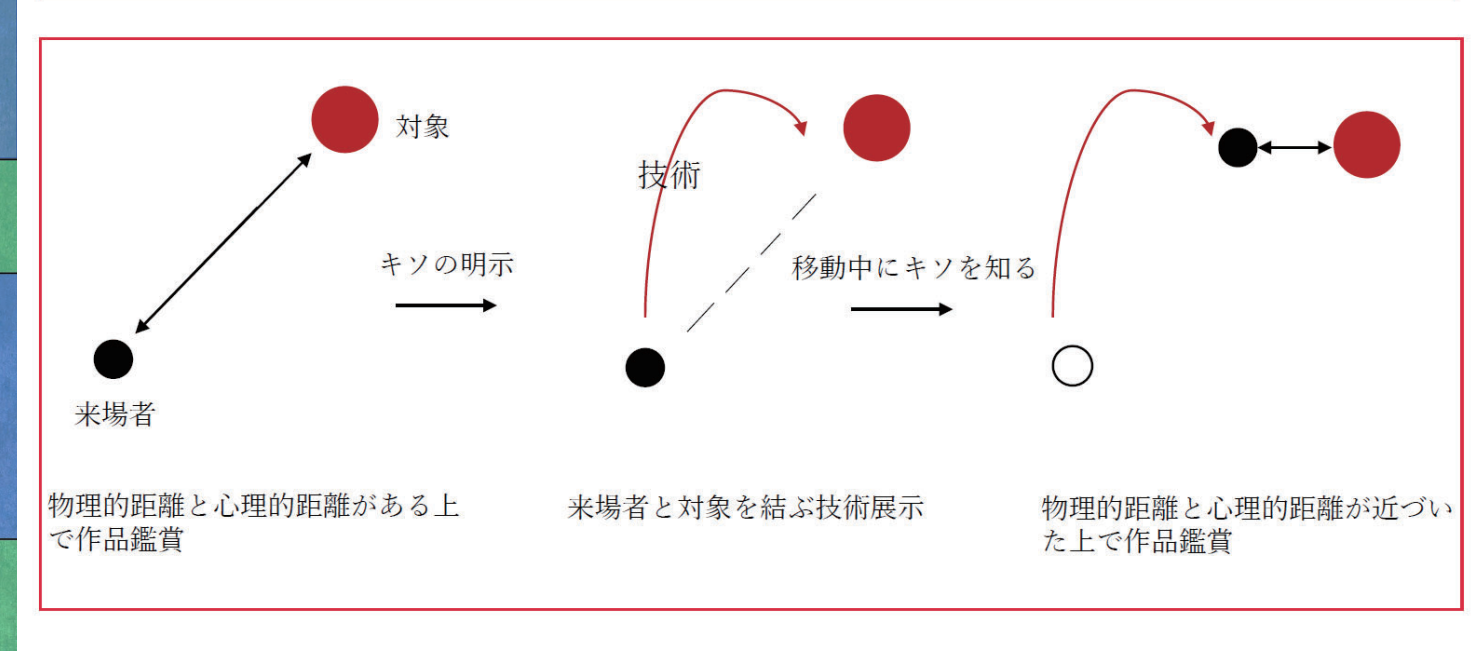 対象
来場者
キソの明示
技術
移動中にキソを知る
物理的距離と心理的距離がある上
で作品鑑賞
来場者と対象を結ぶ技術展示
物理的距離と心理的距離が近づい
た上で作品鑑賞